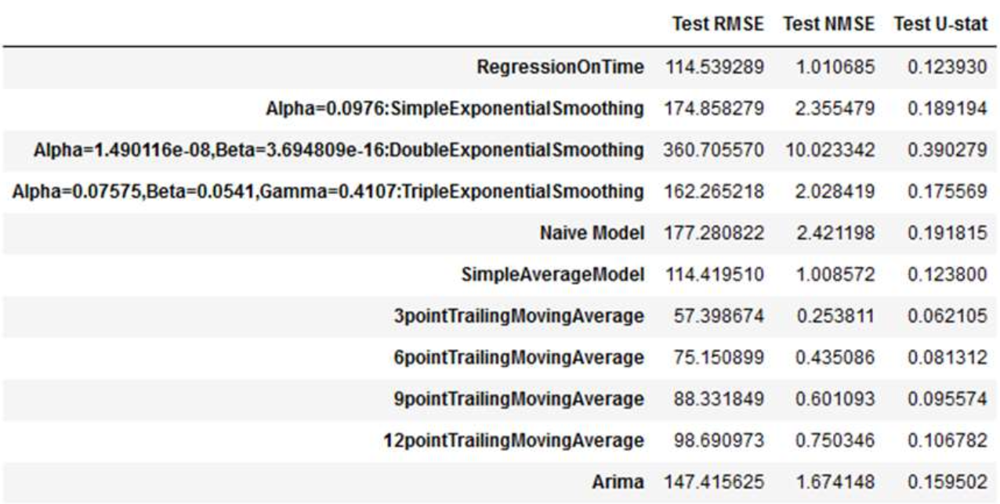 Test RMSE Test NMSE Test U-stat
RegressionOnTime 114.539289 1.010685 0.123930
Alpha=0.0976:SimpleExponentialSmoothing 174.858279 2.355479 0.189194
Alpha=1.490116e-08,Beta=3.694809e-16:DoubleExponentialSmoothing 360.705570 10.023342 0.390279
Alpha=0.07575,Beta=0.0541,Gamma=0.4107:TripleExponentialSmoothing 162.265218 2.028419 0.175569
Naive Model 177.280822 2.421198 0.191815
SimpleAverageModel 114.419510 1.008572 0.123800
3pointTrailingMovingAverage 57.398674 0.253811 0.062105
6pointTrailingMovingAverage 75.150899 0.435086 0.081312
9pointTrailingMovingAverage 88.331849 0.601093 0.095574
12pointTrailingMovingAverage 98.690973 0.750346 0.106782
Arima 147.415625 1.674148 0.159502